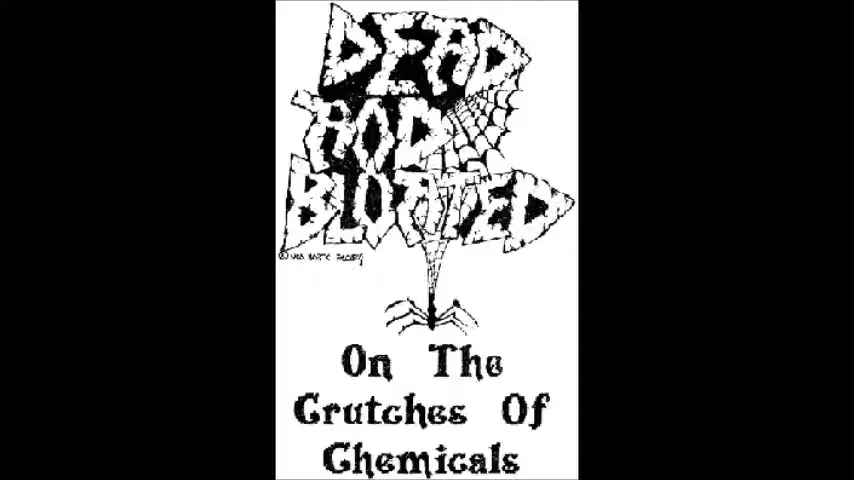 DEAD
ROD
BLOATED
On The
Crutches Of
Chemicals